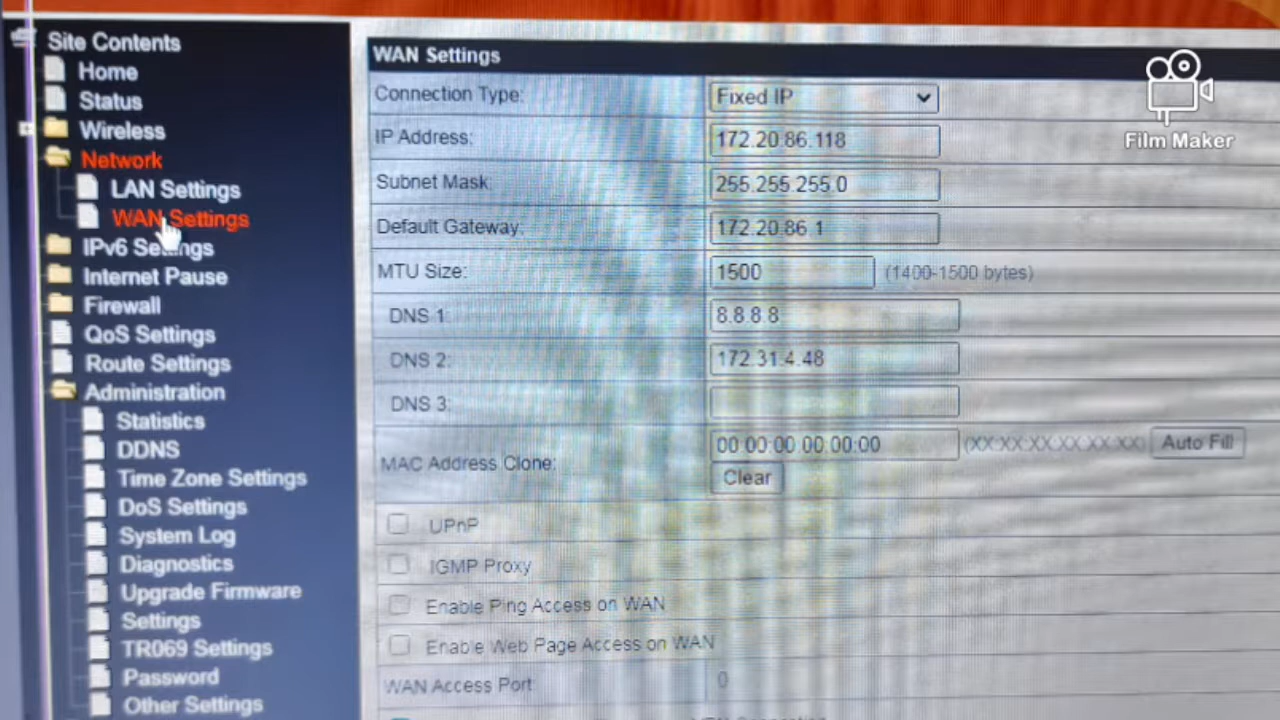 Site Contents
Home
Status
Wireless
Network
LAN Settings
WAN Settings
IPv6 Settings
Internet Pause
Firewall
QoS Settings
Route Settings
Administration
Statistics
DDNS
Time Zone Settings
DoS Settings
System Log
Diagnostics
Upgrade Firmware
Settings
TR069 Settings
Password
Other Settings
WAN Settings
Connection Type: Fixed IP
IP Address: 172.20.86.118
Subnet Mask: 255.255.255.0
Default Gateway: 172.20.86.1
MTU Size: 1500 (1400-1500 bytes)
DNS 1: 8.8.8.8
DNS 2: 172.31.4.48
DNS 3:
MAC Address Clone: 00:00:00:00:00:00 (XX:XX:XX:XX:XX:XX) Auto Fill
Clear
UPnP
IGMP Proxy
Enable Ping Access on WAN
Enable Web Page Access on WAN
WAN Access Port: 0
Film Maker